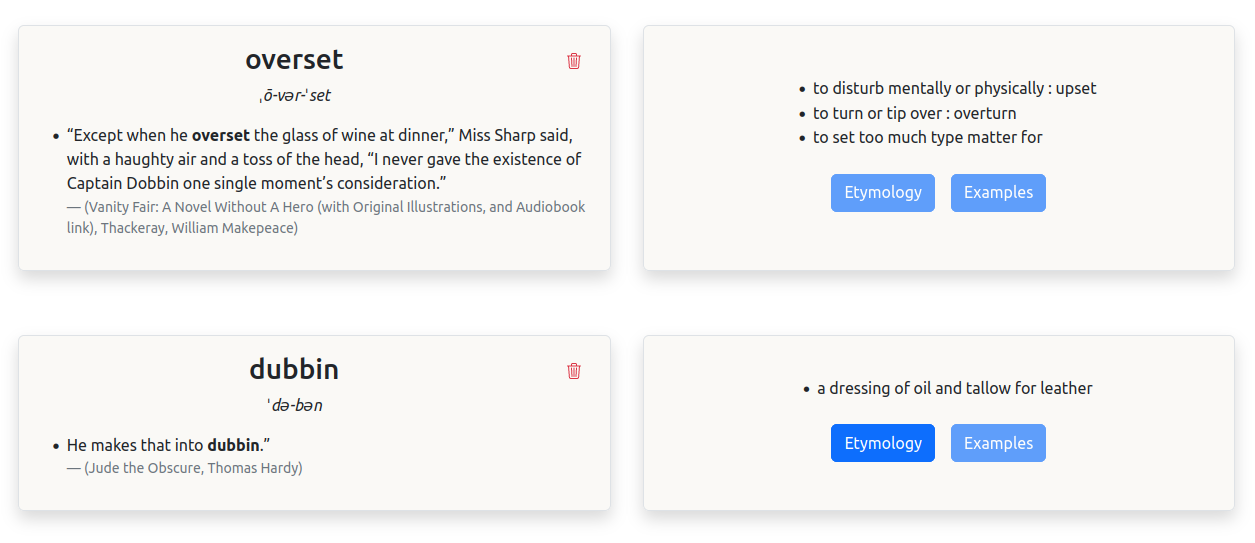 overset
ˌō-vər-ˈset
• “Except when he overset the glass of wine at dinner,” Miss Sharp said,
with a haughty air and a toss of the head, “I never gave the existence of
Captain Dobbin one single moment’s consideration.”
— (Vanity Fair: A Novel Without A Hero (with Original Illustrations, and Audiobook
link), Thackeray, William Makepeace)
• to disturb mentally or physically : upset
• to turn or tip over : overturn
• to set too much type matter for
Etymology Examples
dubbin
ˈdə-bən
• He makes that into dubbin.”
— (Jude the Obscure, Thomas Hardy)
• a dressing of oil and tallow for leather
Etymology Examples